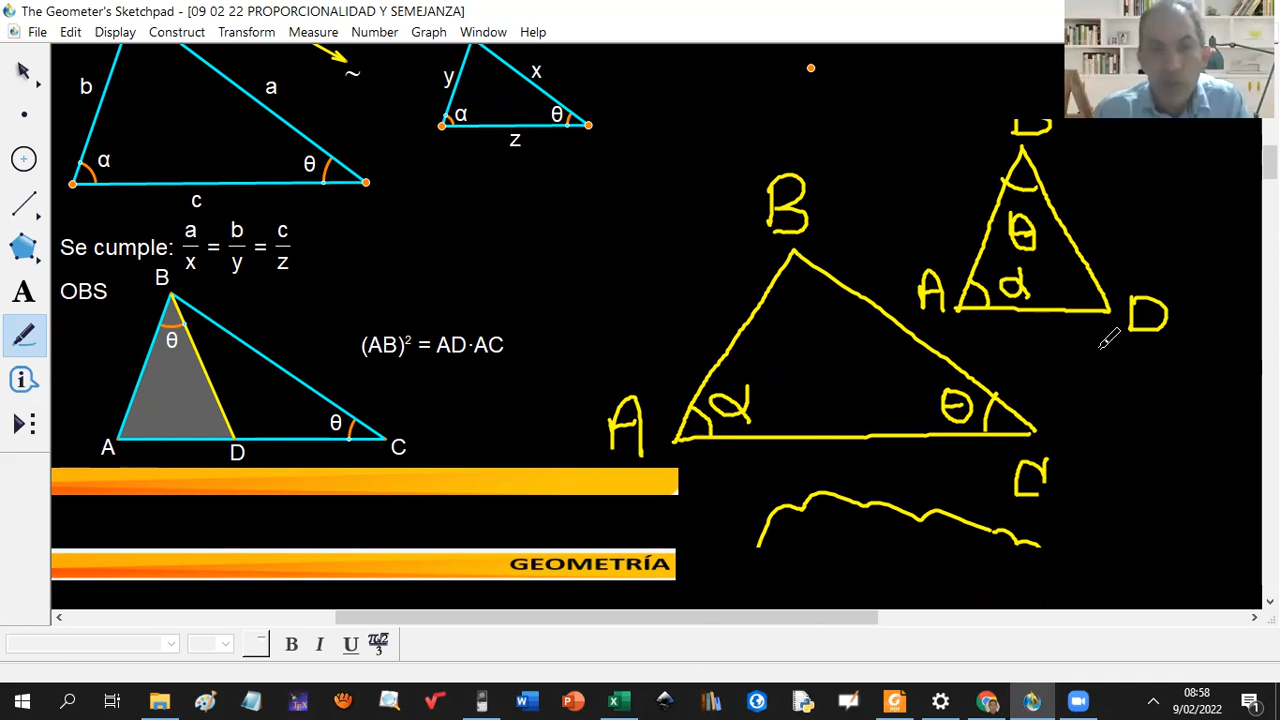 The Geometer's Sketchpad - [09 02 22 PROPORCIONALIDAD Y SEMEJANZA]
File Edit Display Construct Transform Measure Number Graph Window Help
b a
~
y x
α θ
α θ
z
c
Se cumple: a/x = b/y = c/z
OBS
B
θ
(AB)² = AD·AC
θ
A D C
B
θ
A α D
B
α θ
A
C
GEOMETRÍA
B I U
08:58
9/02/2022